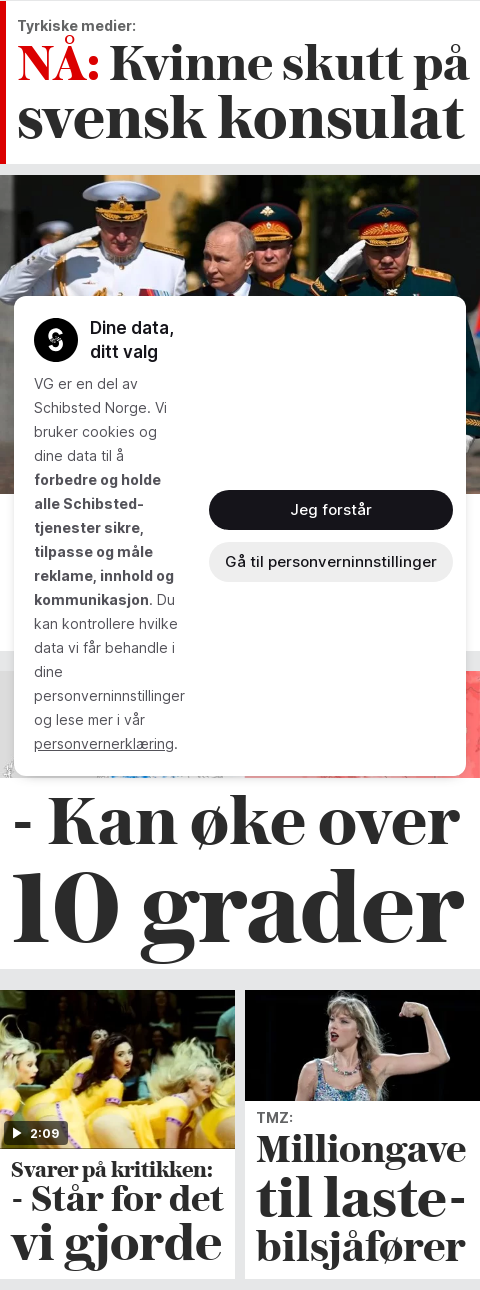 Tyrkiske medier:
NÅ: Kvinne skutt på
svensk konsulat
Dine data,
ditt valg
VG er en del av
Schibsted Norge. Vi
bruker cookies og
dine data til å
forbedre og holde
alle Schibsted-
tjenester sikre,
tilpasse og måle
reklame, innhold og
kommunikasjon. Du
kan kontrollere hvilke
data vi får behandle i
dine
personverninnstillinger
og lese mer i vår
personvernerklæring.
Jeg forstår
Gå til personverninnstillinger
- Kan øke over
10 grader
2:09
Svarer på kritikken:
- Står for det
vi gjorde
TMZ:
Milliongave
til laste-
bilsjåfører